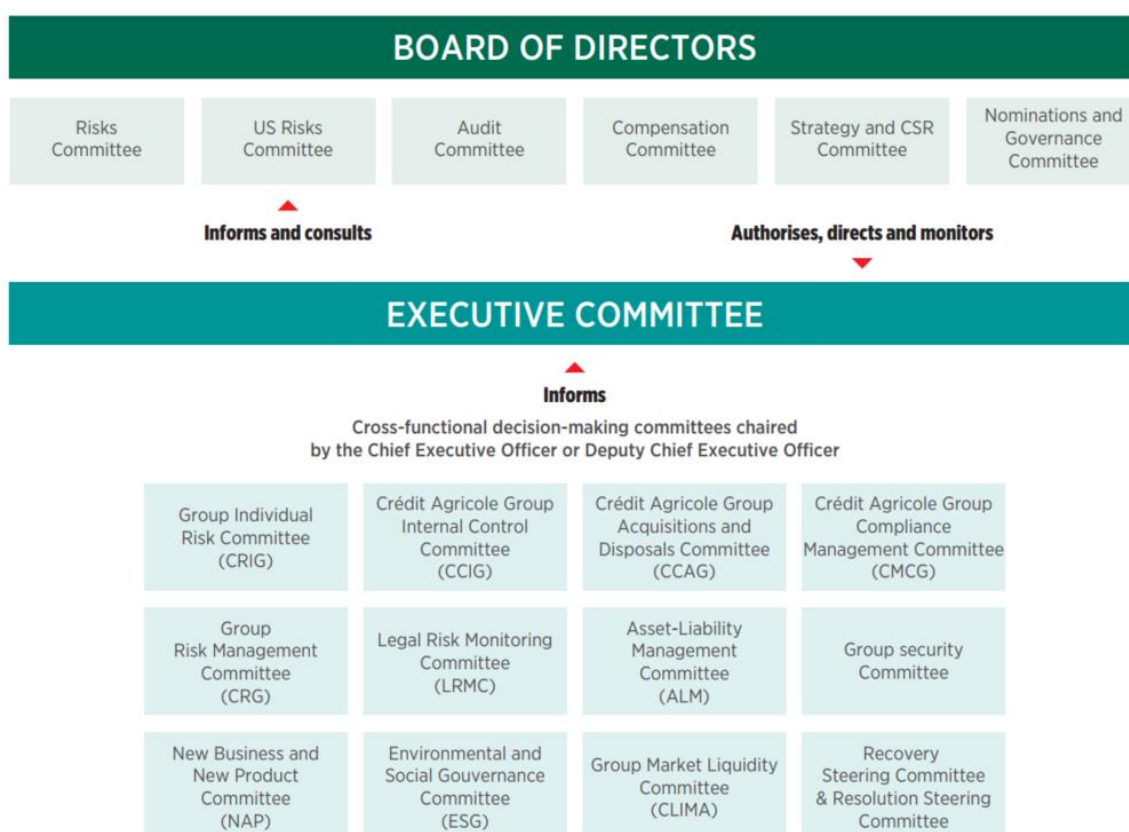 BOARD OF DIRECTORS
Risks
Committee
US Risks
Committee
Audit
Committee
Compensation
Committee
Strategy and CSR
Committee
Nominations and
Governance
Committee
Informs and consults
Authorises, directs and monitors
EXECUTIVE COMMITTEE
Informs
Cross-functional decision-making committees chaired
by the Chief Executive Officer or Deputy Chief Executive Officer
Group Individual
Risk Committee
(CRIG)
Crédit Agricole Group
Internal Control
Committee
(CCIG)
Crédit Agricole Group
Acquisitions and
Disposals Committee
(CCAG)
Crédit Agricole Group
Compliance
Management Committee
(CMCG)
Group
Risk Management
Committee
(CRG)
Legal Risk Monitoring
Committee
(LRMC)
Asset-Liability
Management
Committee
(ALM)
Group security
Committee
New Business and
New Product
Committee
(NAP)
Environmental and
Social Gouvernance
Committee
(ESG)
Group Market Liquidity
Committee
(CLIMA)
Recovery
Steering Committee
& Resolution Steering
Committee